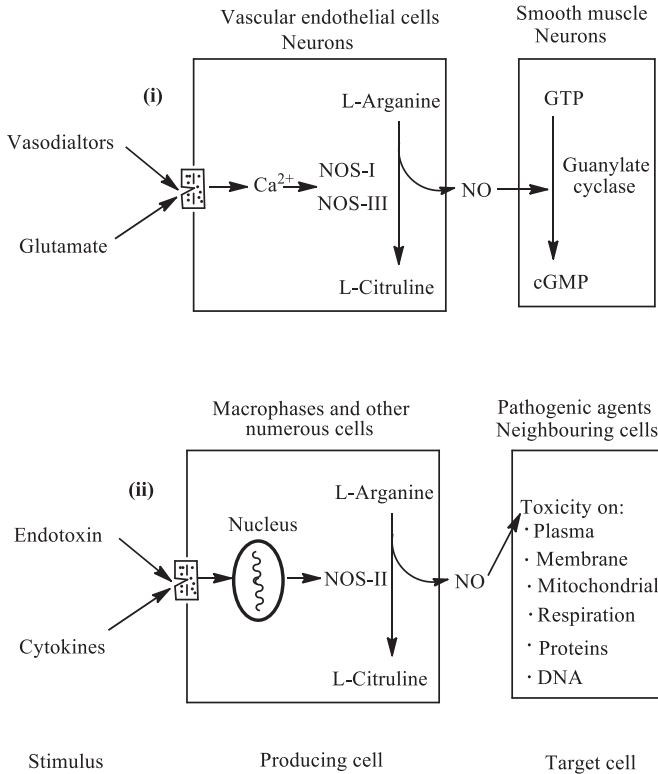 Vascular endothelial cells
Neurons
Smooth muscle
Neurons
(i)
Vasodialtors
Glutamate
Ca2+
NOS-I
NOS-III
L-Arganine
L-Citruline
NO
GTP
Guanylate
cyclase
cGMP
Macrophases and other
numerous cells
Pathogenic agents
Neighbouring cells
(ii)
Endotoxin
Cytokines
Nucleus
NOS-II
L-Arganine
L-Citruline
NO
Toxicity on:
· Plasma
· Membrane
· Mitochondrial
· Respiration
· Proteins
· DNA
Stimulus
Producing cell
Target cell